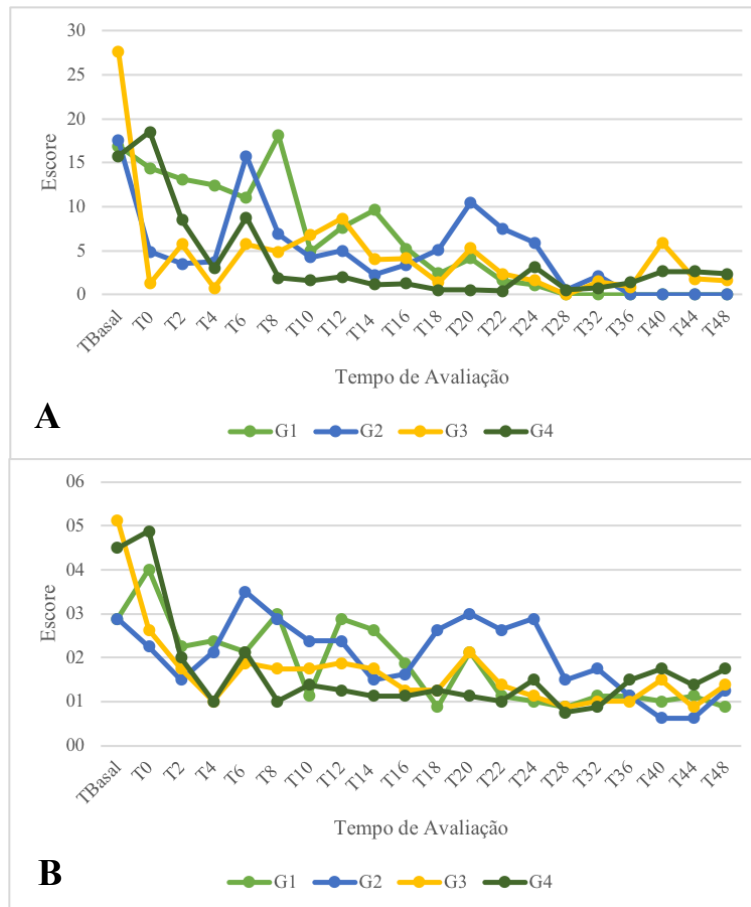 30
25
20
15
10
5
0
Escore
TBasal T0 T2 T4 T6 T8 T10 T12 T14 T16 T18 T20 T22 T24 T28 T32 T36 T40 T44 T48
Tempo de Avaliação
A
G1 G2 G3 G4
06
05
04
03
02
01
00
Escore
TBasal T0 T2 T4 T6 T8 T10 T12 T14 T16 T18 T20 T22 T24 T28 T32 T36 T40 T44 T48
Tempo de Avaliação
B
G1 G2 G3 G4